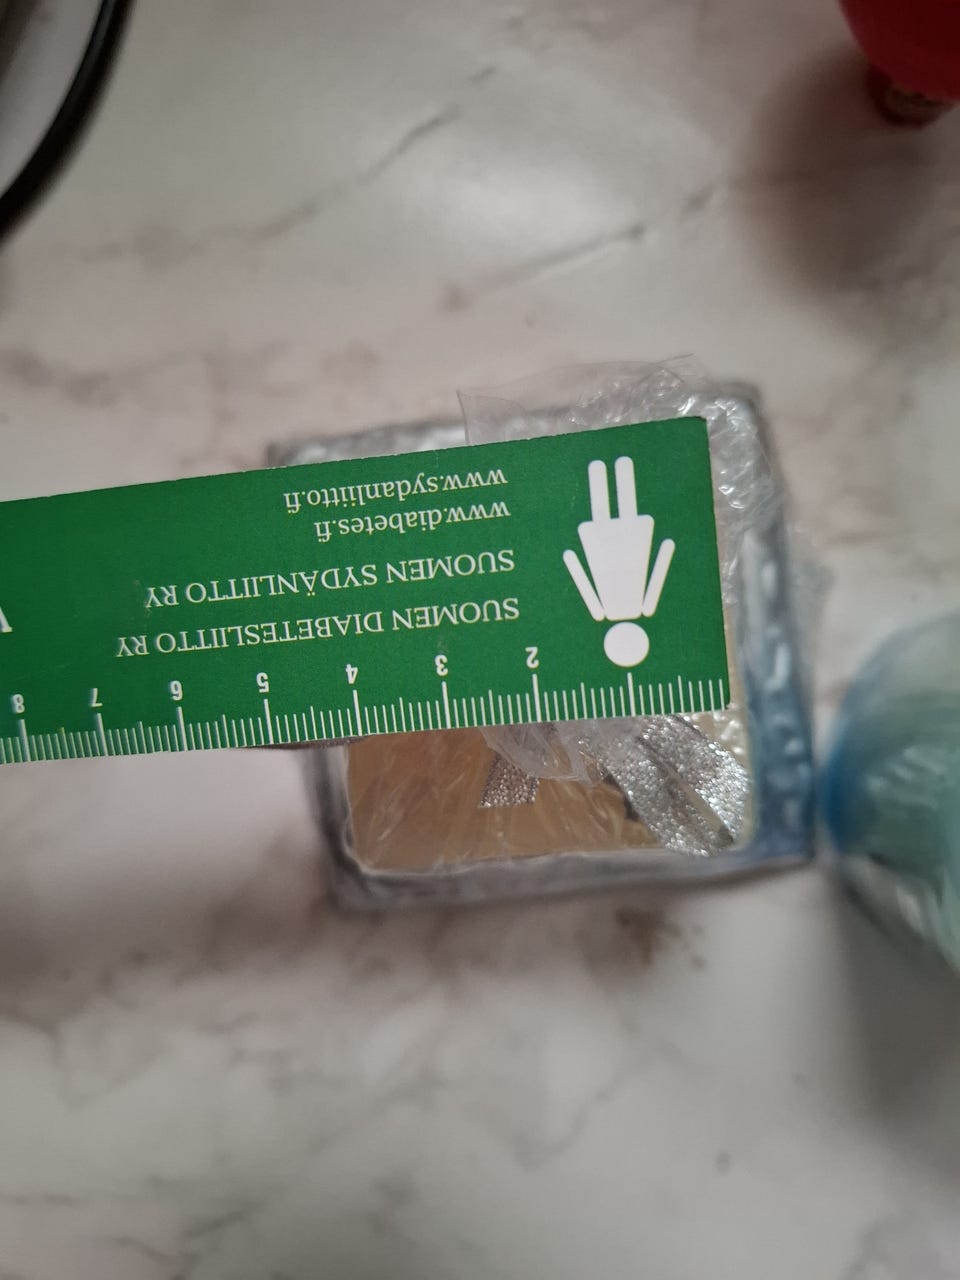 2 3 4 5 6 7 8
SUOMEN DIABETESLIITTO RY
SUOMEN SYDÄNLIITTO RY
www.diabetes.fi
www.sydanliitto.fi